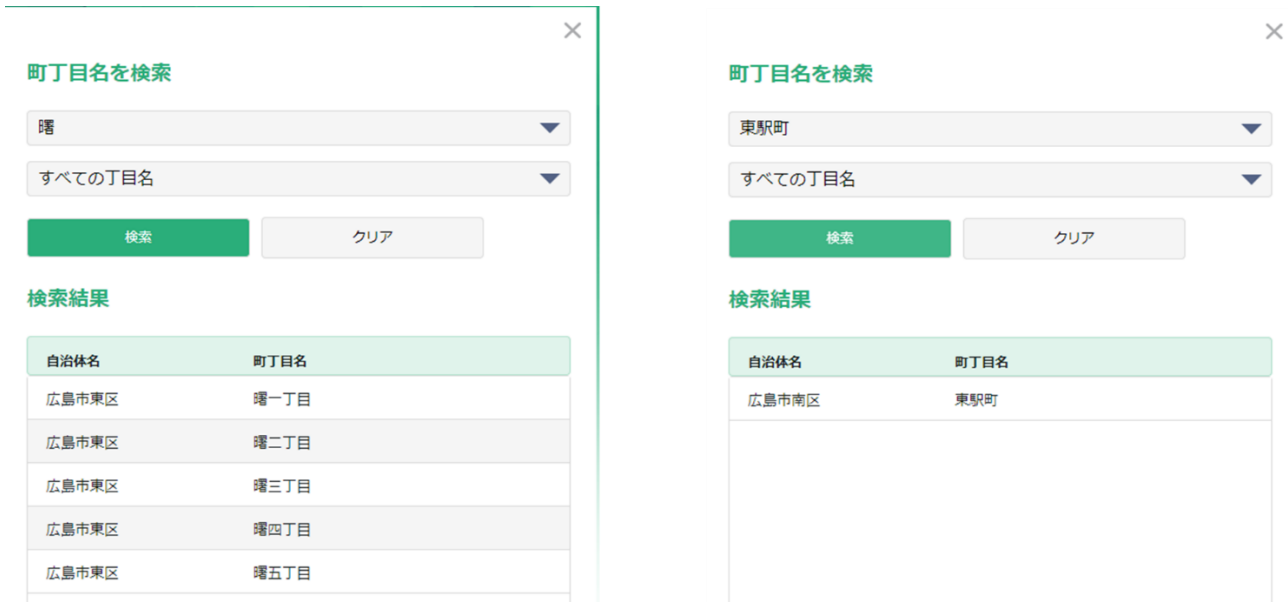 町丁目名を検索
曙
すべての丁目名
検索 クリア
検索結果
自治体名 町丁目名
広島市東区 曙一丁目
広島市東区 曙二丁目
広島市東区 曙三丁目
広島市東区 曙四丁目
広島市東区 曙五丁目
町丁目名を検索
東駅町
すべての丁目名
検索 クリア
検索結果
自治体名 町丁目名
広島市南区 東駅町